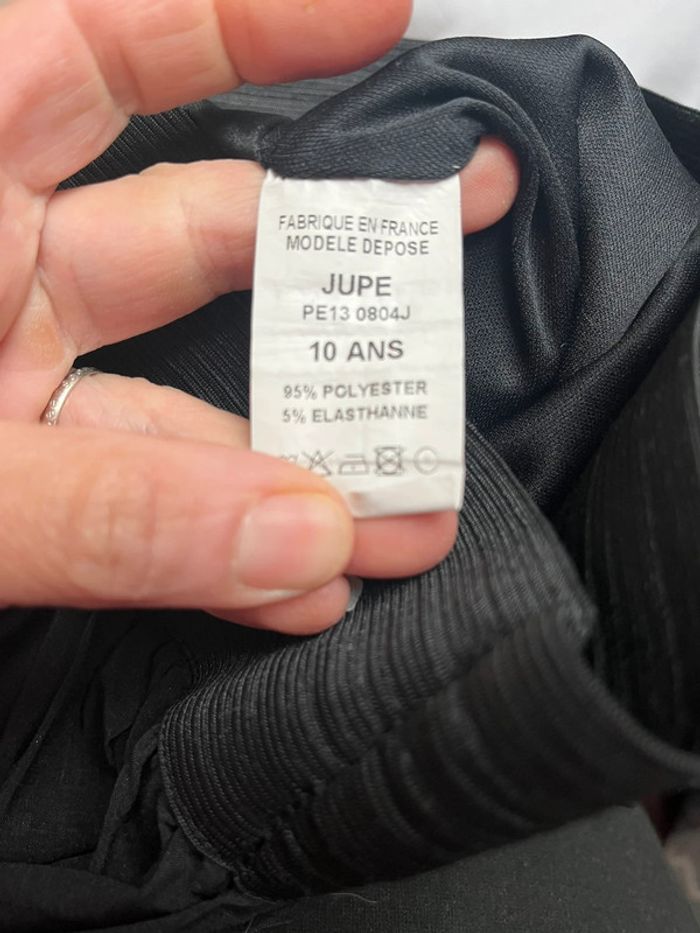 FABRIQUE EN FRANCE
MODELE DEPOSE
JUPE
PE13 0804J
10 ANS
95% POLYESTER
5% ELASTHANNE